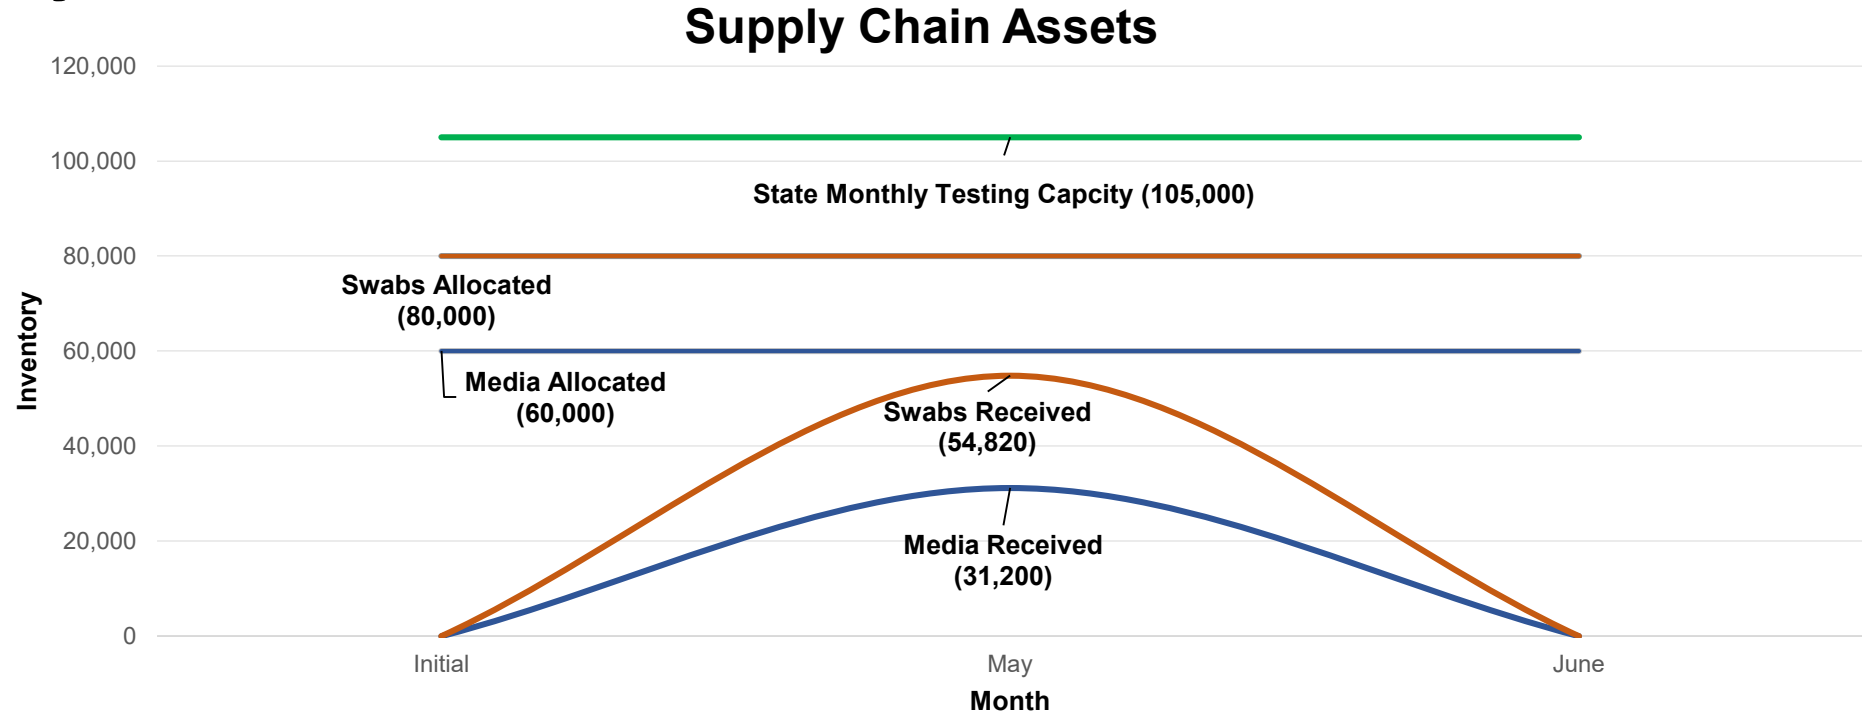 Supply Chain Assets
120,000
100,000
80,000
60,000
40,000
20,000
0
Inventory
State Monthly Testing Capcity (105,000)
Swabs Allocated
(80,000)
Media Allocated
(60,000)
Swabs Received
(54,820)
Media Received
(31,200)
Initial
May
June
Month